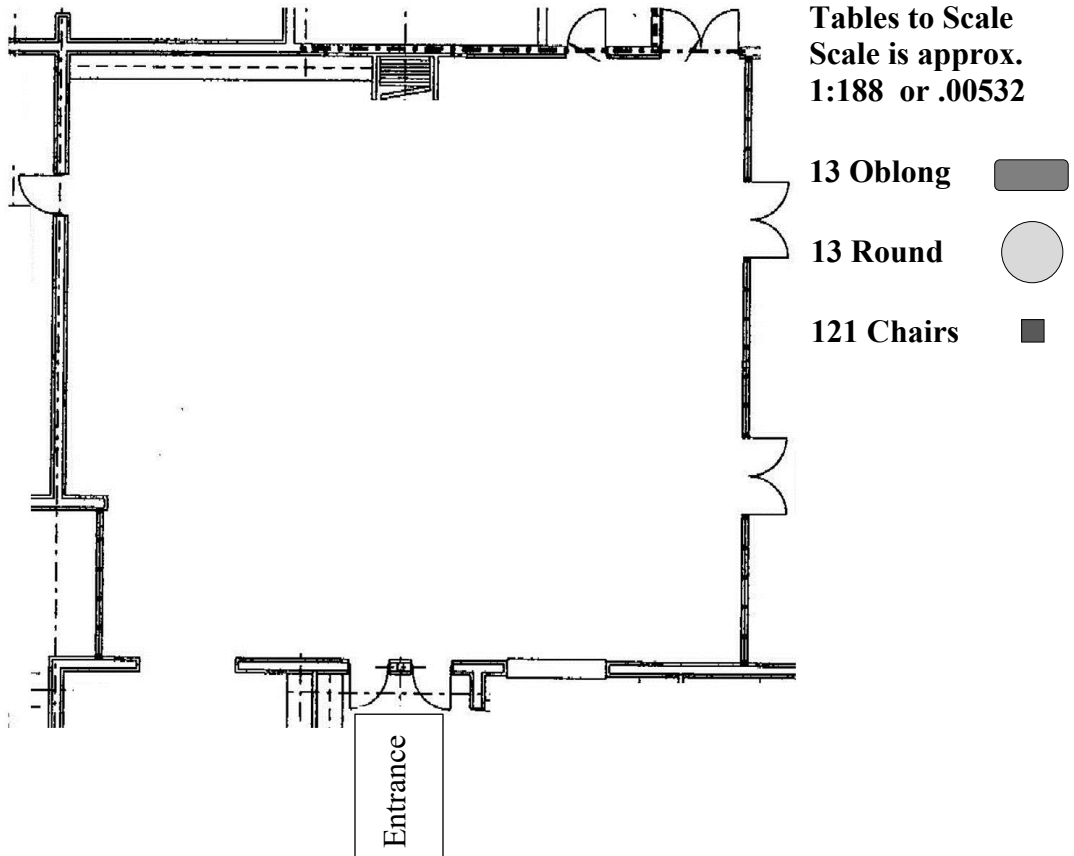 Tables to Scale
Scale is approx.
1:188 or .00532
13 Oblong
13 Round
121 Chairs
Entrance